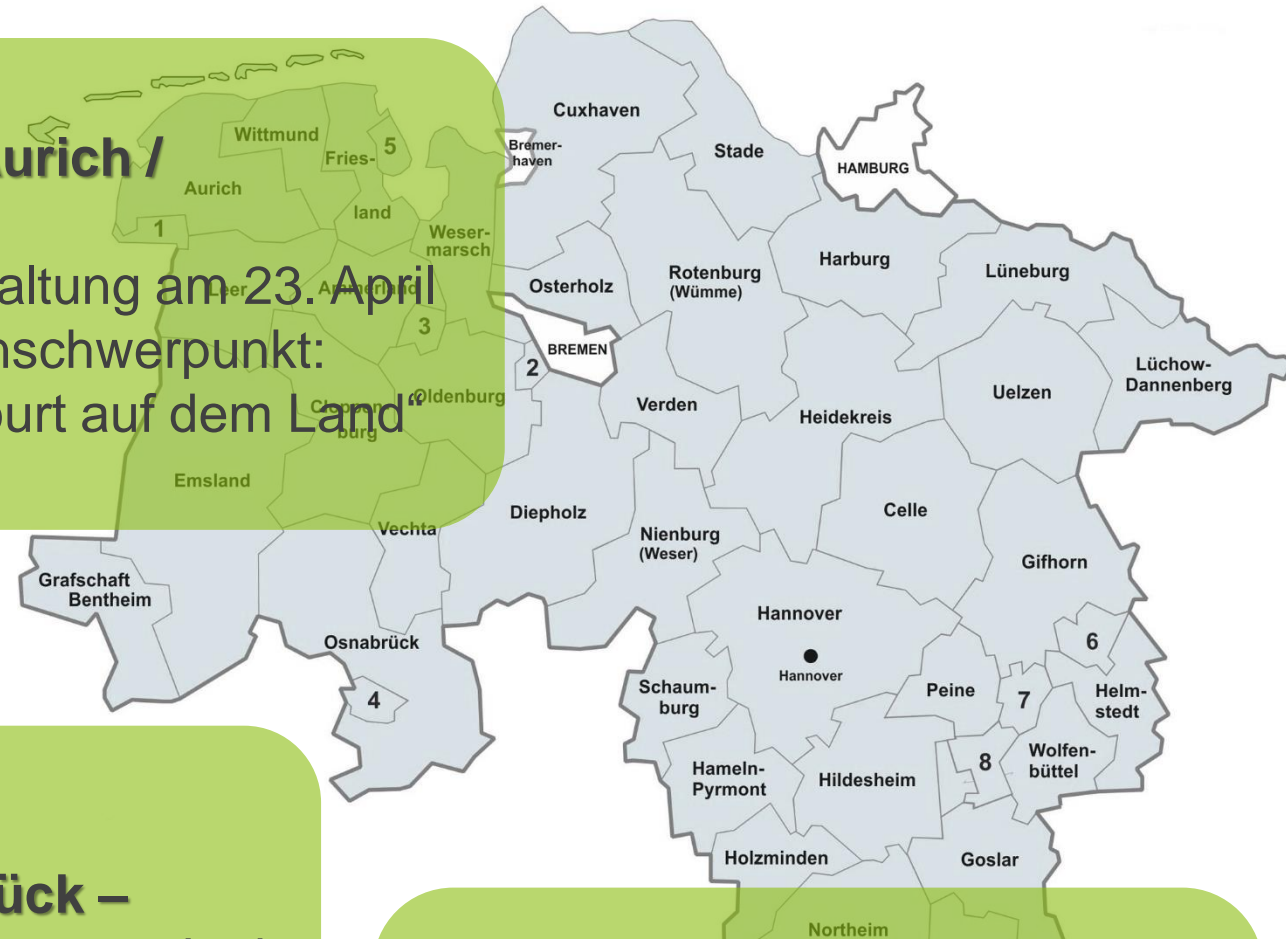 Aurich /
altung am 23. April
nschwerpunkt:
burt auf dem Land“
ück –
Cuxhaven
Wittmund
Bremer-
haven
Fries-
5
Stade
HAMBURG
Aurich
land
1
Weser-
marsch
Harburg
Lüneburg
Rotenburg
(Wümme)
Leer
Ammerland
Osterholz
3
BREMEN
2
Lüchow-
Dannenberg
Uelzen
Oldenburg
Cloppen-
burg
Verden
Heidekreis
Emsland
Diepholz
Celle
Vechta
Nienburg
(Weser)
Gifhorn
Grafschaft
Bentheim
Hannover
Osnabrück
6
Hannover
Schaum-
burg
Peine
7
Helm-
stedt
4
Wolfen-
büttel
8
Hameln-
Pyrmont
Hildesheim
Holzminden
Goslar
Northeim